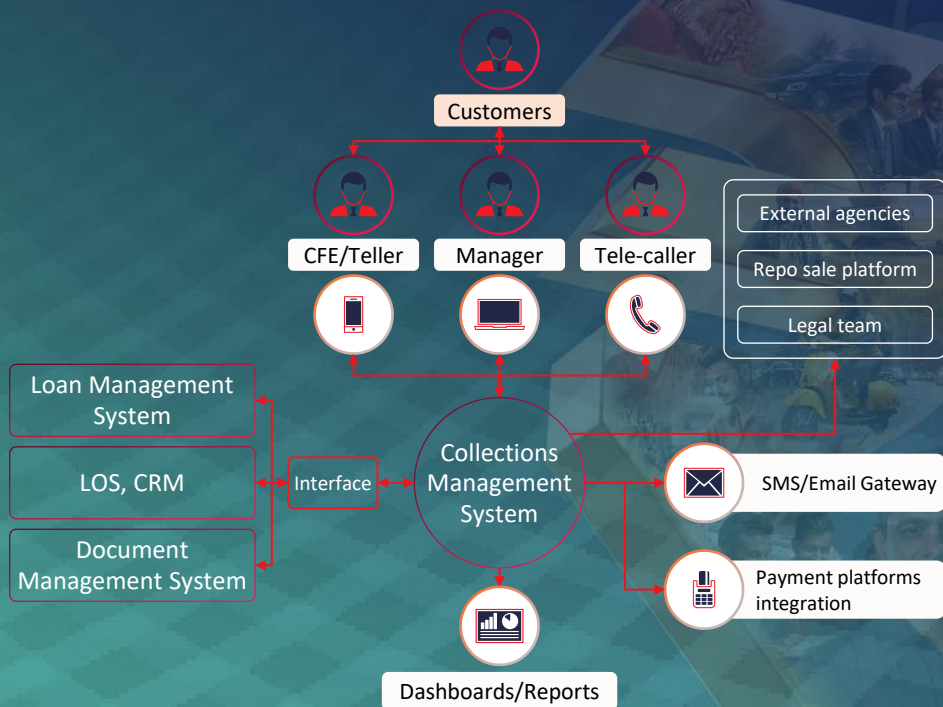 Customers
CFE/Teller
Manager
Tele-caller
External agencies
Repo sale platform
Legal team
Loan Management
System
LOS, CRM
Document
Management System
Interface
Collections
Management
System
SMS/Email Gateway
Payment platforms
integration
Dashboards/Reports